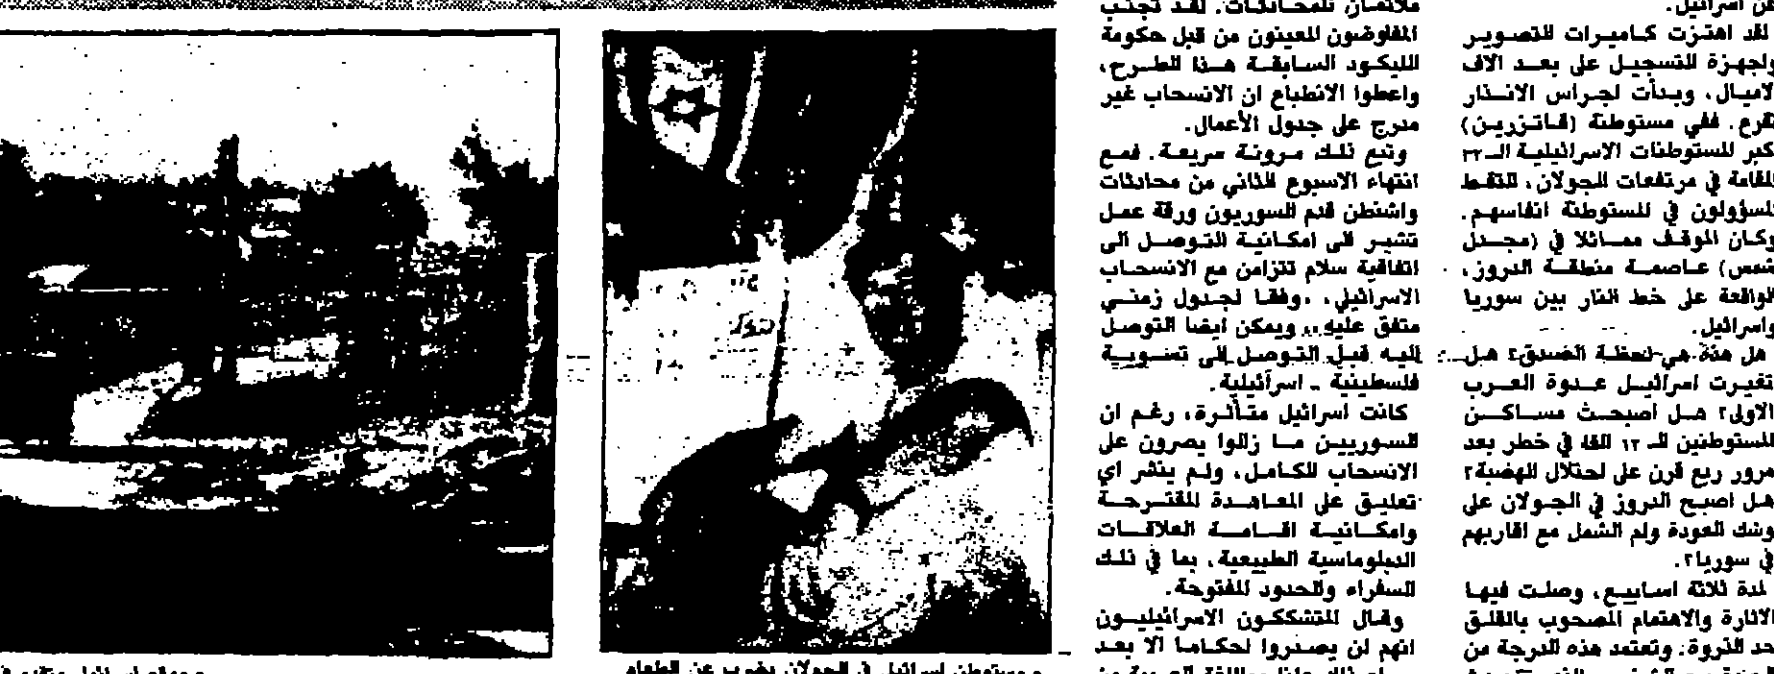 عن اسرائيل.
لقد اهتزت كاميرات التصوير
واجهزة التسجيل على بعد الاف
الاميال، وبدأت اجراس الانذار
تقرع. ففي مستوطنة (قاتزرين)
كبر المستوطنات الاسرائيلية الـ ٣٢
المقامة في مرتفعات الجولان، التقط
المسؤولون في المستوطنة انفاسهم.
وكان الموقف مماثلا في (مجدل
شمس) عاصمة منطقة الدروز،
الواقعة على خط النار بين سوريا
واسرائيل.
هل هذه هي لحظة الصدق؟ هل
تغيرت اسرائيل عدوة العرب
الاولى؟ هل اصبحت مساكن
المستوطنين الـ ١٢ الفا في خطر بعد
مرور ربع قرن على احتلال الهضبة؟
هل اصبح الدروز في الجولان على
وشك العودة ولم الشمل مع اقاربهم
في سوريا؟.
لمدة ثلاثة اسابيع، وصلت فيها
الاثارة والاهتمام المصحوب بالقلق
حد الذروة. وتعتمد هذه الدرجة من
ملائمان للمحادثات. لقد تجنب
المفاوضون المعينون من قبل حكومة
الليكود السابقة هذا الطرح،
واعطوا الانطباع ان الانسحاب غير
مدرج على جدول الأعمال.
وتبع ذلك مرونة سريعة. فمع
انتهاء الاسبوع الثاني من محادثات
واشنطن قدم السوريون ورقة عمل
تشير الى امكانية التوصل الى
اتفاقية سلام تتزامن مع الانسحاب
الاسرائيلي، وفقا لجدول زمني
متفق عليه.. ويمكن ايضا التوصل
اليه قبل التوصل الى تسوية
فلسطينية ـ اسرائيلية.
كانت اسرائيل متأثرة، رغم ان
السوريين ما زالوا يصرون على
الانسحاب الكامل، ولم ينشر اي
تعليق على المعاهدة المقترحة
وامكانية اقامة العلاقات
الدبلوماسية الطبيعية، بما في ذلك
السفراء والحدود المفتوحة.
وقال المتشككون الاسرائيليون
انهم لن يصدروا احكاما الا بعد
مستوطن اسرائيلي في الجولان يضرب عن الطعام